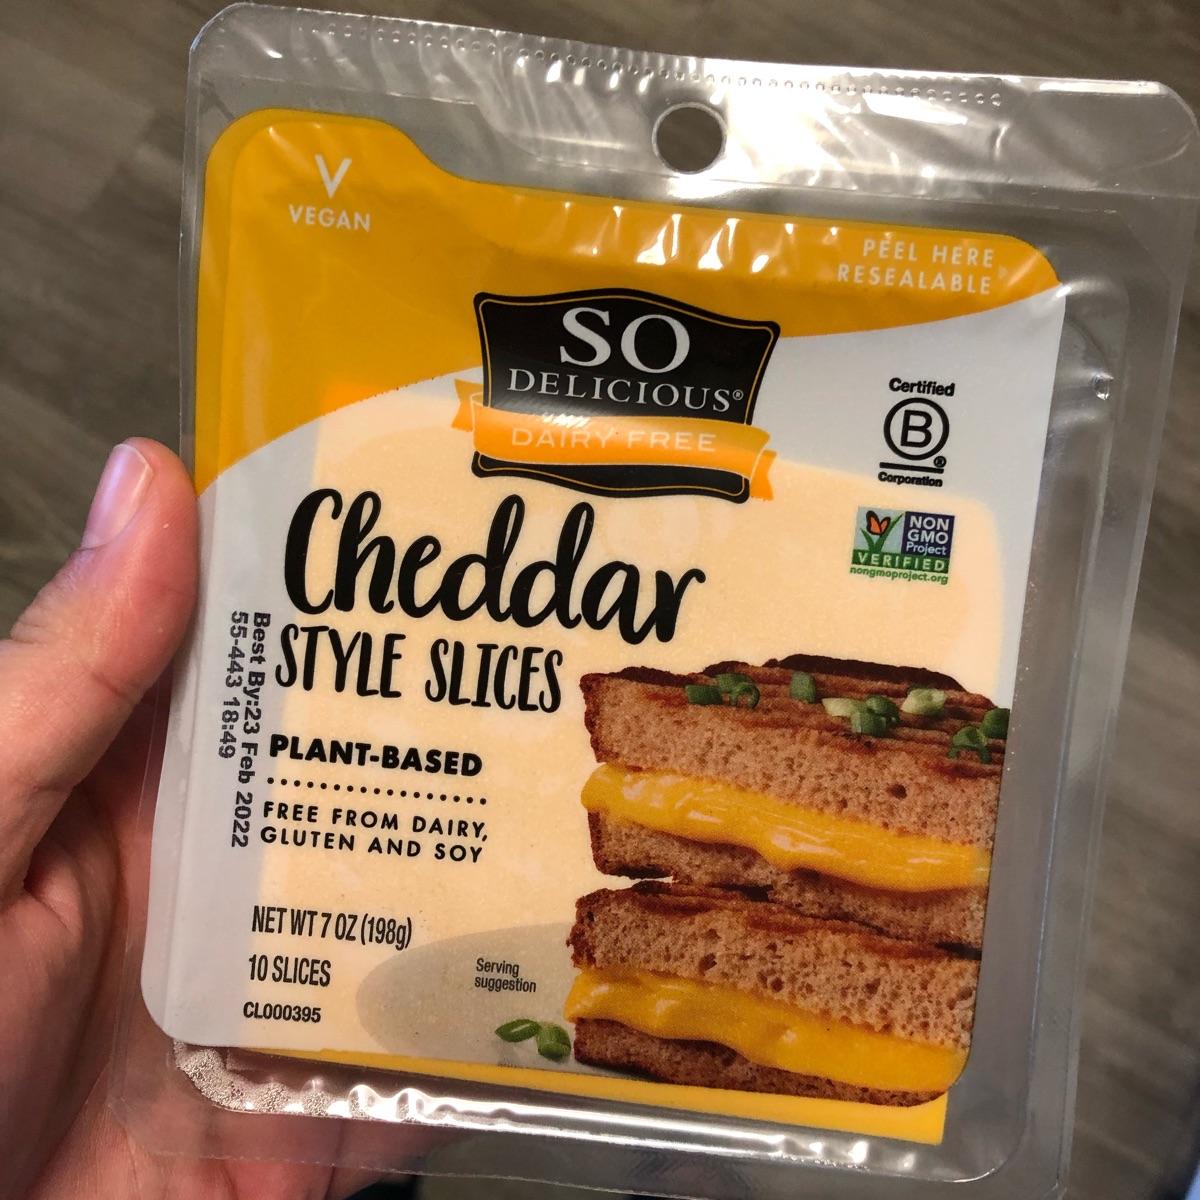 V
VEGAN
PEEL HERE
RESEALABLE
SO
DELICIOUS®
DAIRY FREE
Certified
B
®
Corporation
NON
GMO
Project
VERIFIED
nongmoproject.org
Cheddar
STYLE SLICES
PLANT-BASED
FREE FROM DAIRY,
GLUTEN AND SOY
Best By:23 Feb 2022
55-443 18:49
NET WT 7 OZ (198g)
10 SLICES
CL000395
Serving
suggestion